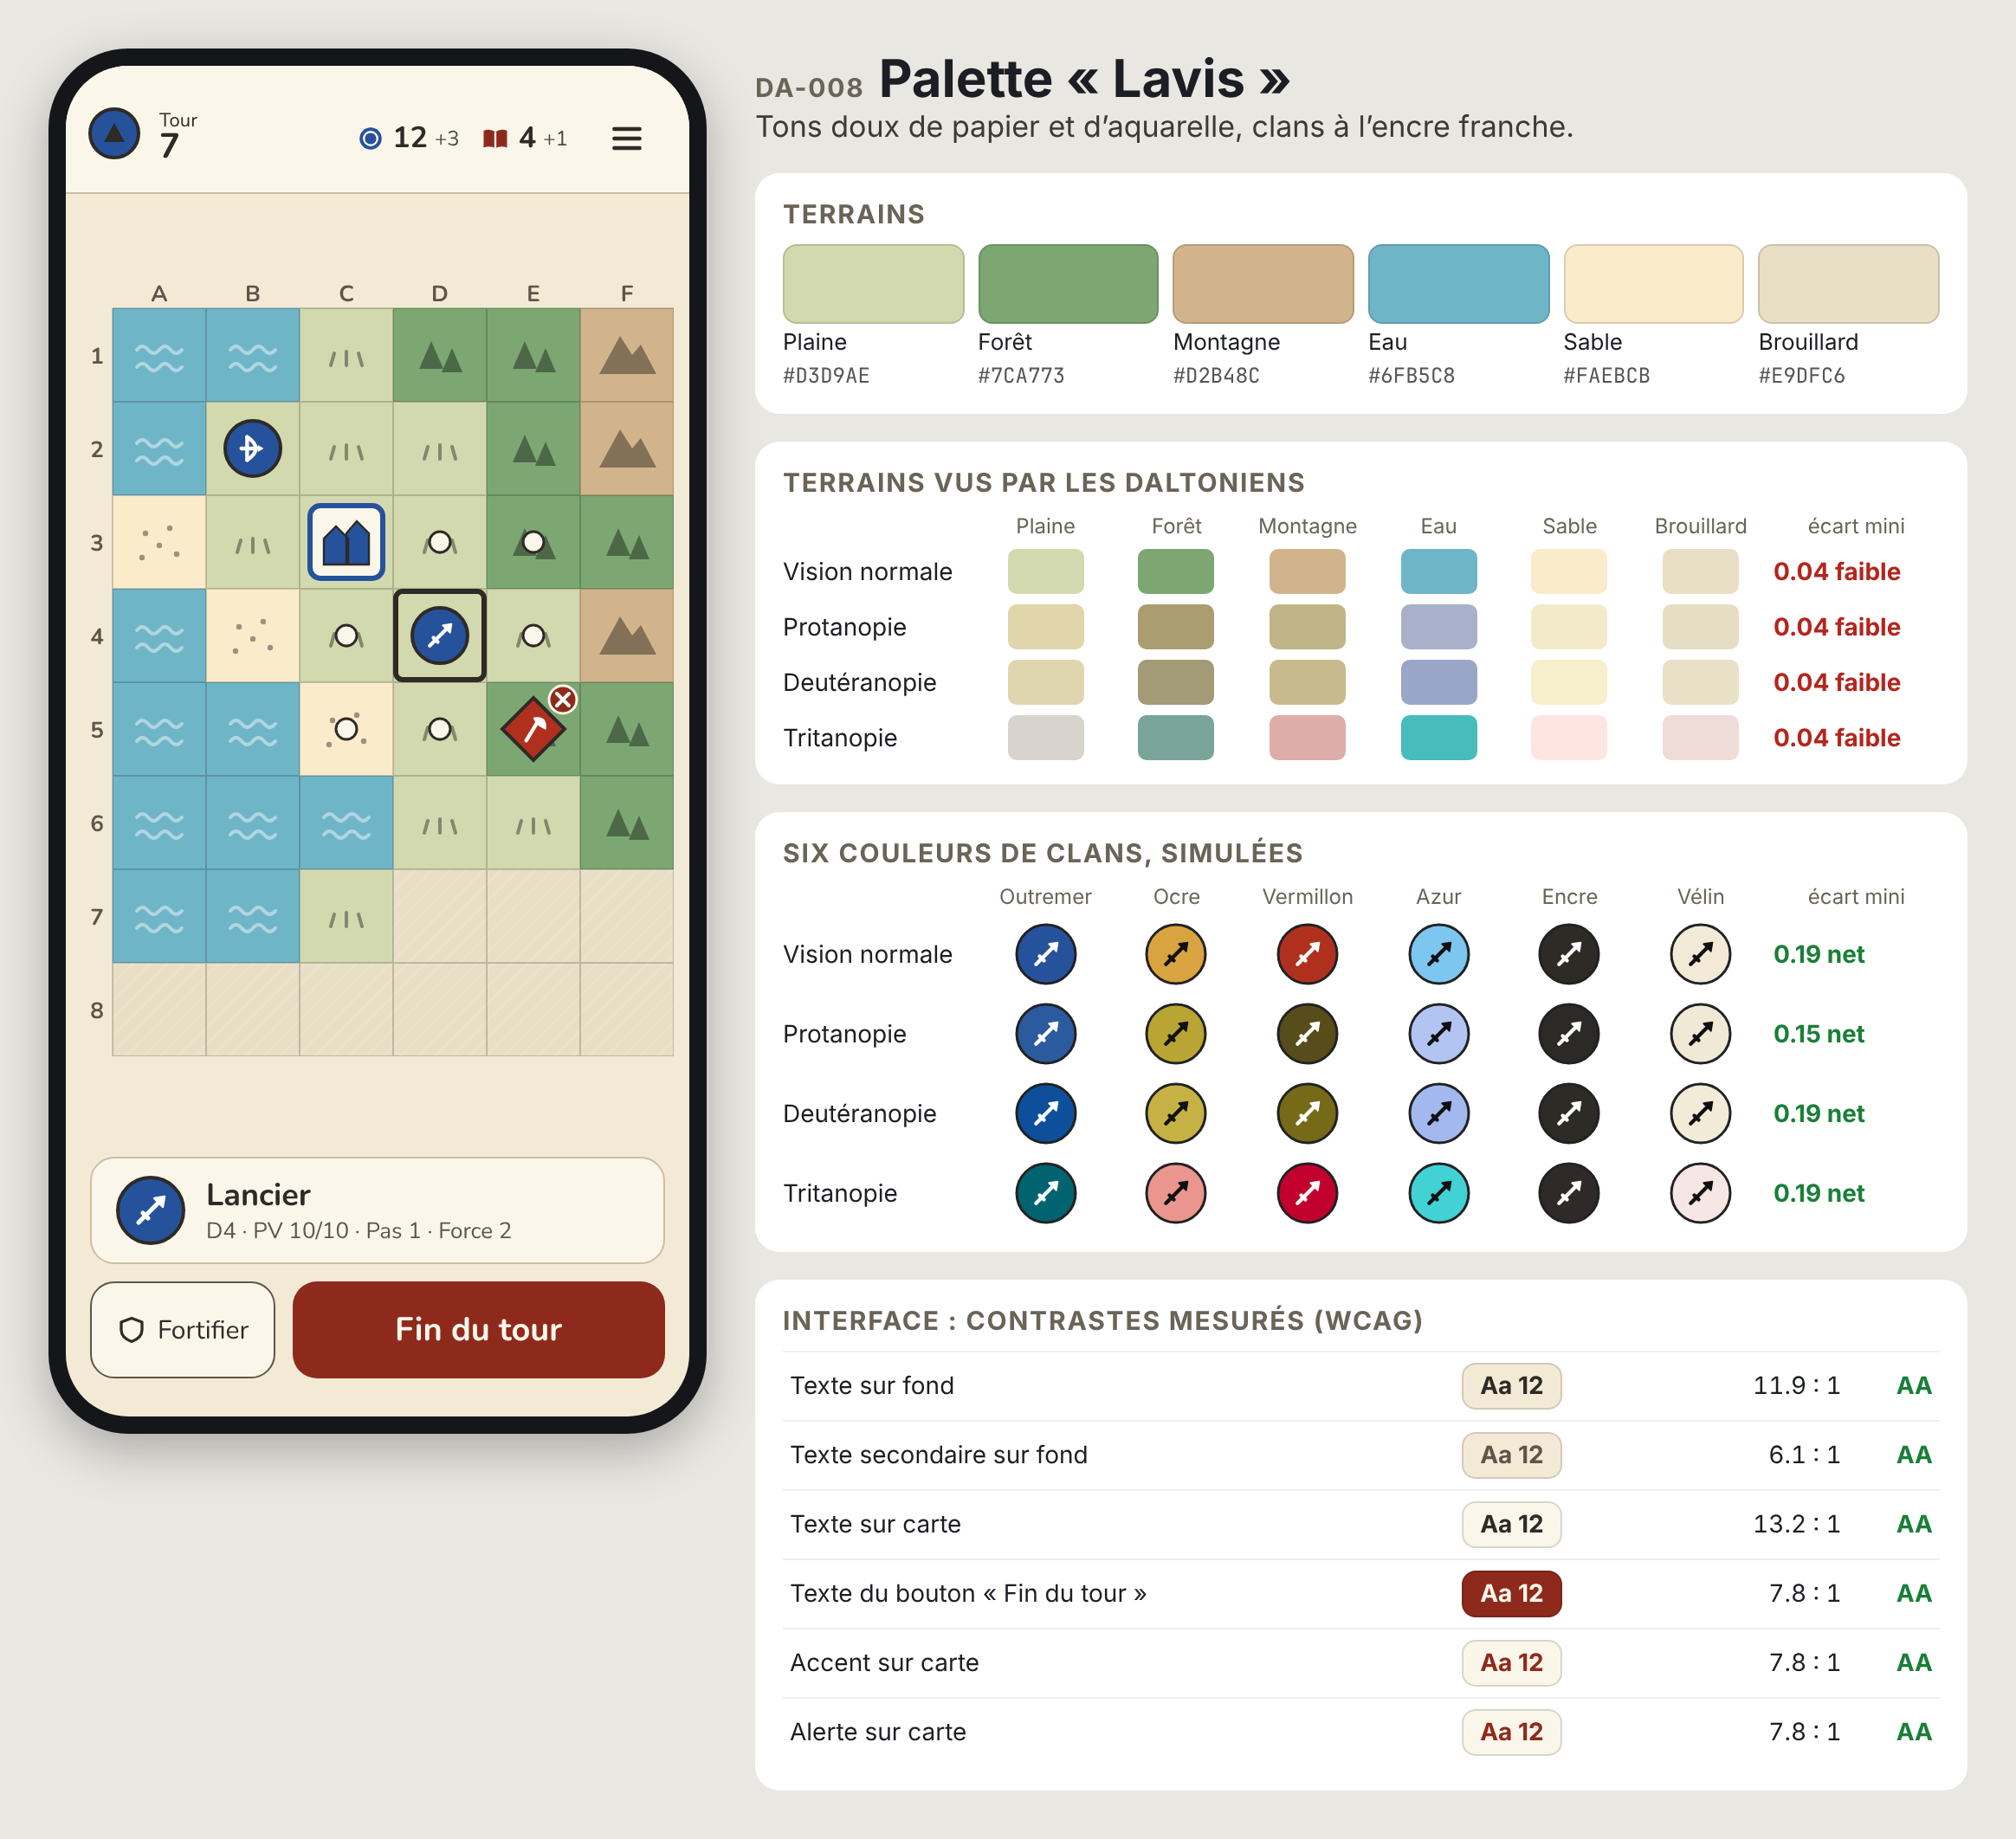 Tour
7
12 +3
4 +1
A B C D E F
1
2
3
4
5
6
7
8
Lancier
D4 · PV 10/10 · Pas 1 · Force 2
Fortifier
Fin du tour
DA-008 Palette « Lavis »
Tons doux de papier et d’aquarelle, clans à l’encre franche.
TERRAINS
Plaine Forêt Montagne Eau Sable Brouillard
#D3D9AE #7CA773 #D2B48C #6FB5C8 #FAEBCB #E9DFC6
TERRAINS VUS PAR LES DALTONIENS
Plaine Forêt Montagne Eau Sable Brouillard écart mini
Vision normale 0.04 faible
Protanopie 0.04 faible
Deutéranopie 0.04 faible
Tritanopie 0.04 faible
SIX COULEURS DE CLANS, SIMULÉES
Outremer Ocre Vermillon Azur Encre Vélin écart mini
Vision normale 0.19 net
Protanopie 0.15 net
Deutéranopie 0.19 net
Tritanopie 0.19 net
INTERFACE : CONTRASTES MESURÉS (WCAG)
Texte sur fond Aa 12 11.9 : 1 AA
Texte secondaire sur fond Aa 12 6.1 : 1 AA
Texte sur carte Aa 12 13.2 : 1 AA
Texte du bouton « Fin du tour » Aa 12 7.8 : 1 AA
Accent sur carte Aa 12 7.8 : 1 AA
Alerte sur carte Aa 12 7.8 : 1 AA